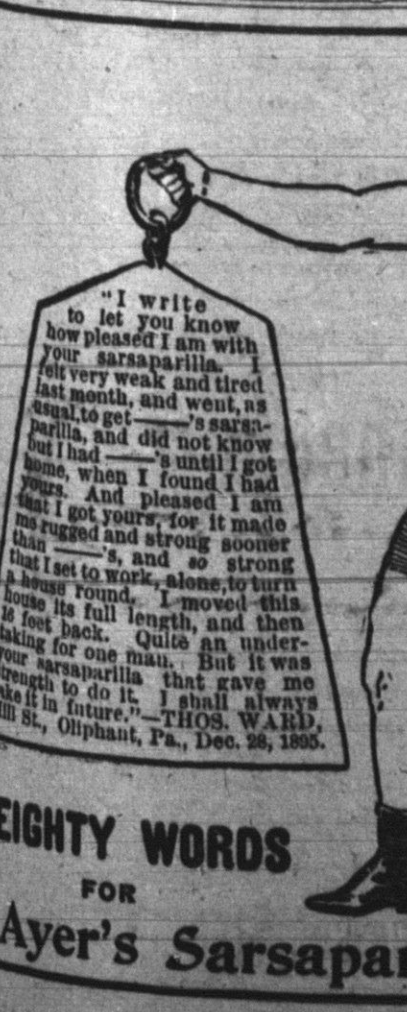 "I write
to let you know
how pleased I am with
your sarsaparilla. I
felt very weak and tired
last month, and went, as
usual, to get ———'s sarsa-
parilla, and did not know
but I had ———'s until I got
home, when I found I had
yours. And pleased I am
that I got yours, for it made
me rugged and strong sooner
than ———'s, and so strong
that I set to work, alone, to turn
a house round. I moved this
house its full length, and then
18 feet back. Quite an under-
taking for one man. But it was
your sarsaparilla that gave me
strength to do it. I shall always
ake it in future."—THOS. WARD,
ill St., Oliphant, Pa., Dec. 28, 1895.
EIGHTY WORDS
FOR
Ayer's Sarsapar